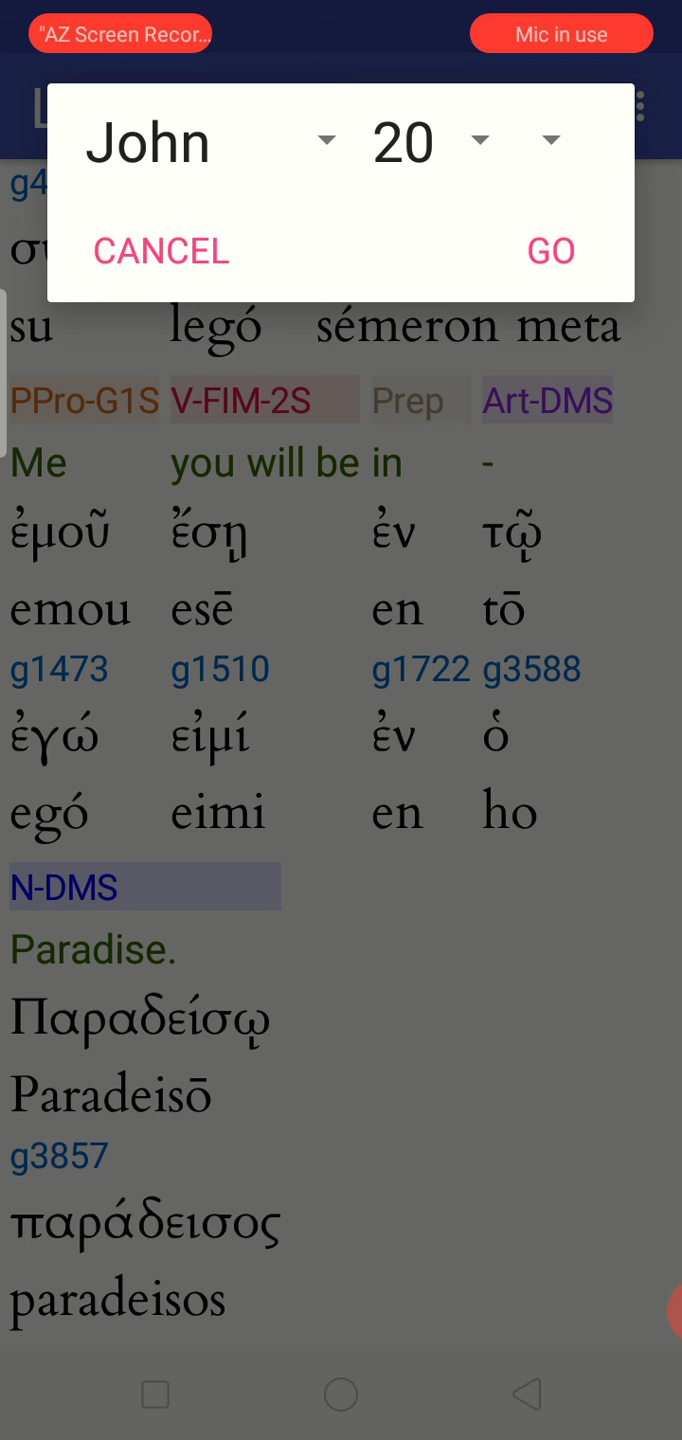 "AZ Screen Recor... Mic in use
L
John 20
CANCEL GO
g4
su legó sémeron meta
PPro-G1S V-FIM-2S Prep Art-DMS
Me you will be in -
ἐμοῦ ἔσῃ ἐν τῷ
emou esē en tō
g1473 g1510 g1722 g3588
ἐγώ εἰμί ἐν ὁ
egó eimi en ho
N-DMS
Paradise.
Παραδείσῳ
Paradeisō
g3857
παράδεισος
paradeisos